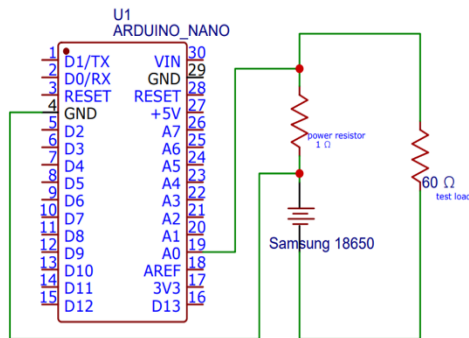 U1
ARDUINO_NANO
1 D1/TX VIN 30
2 D0/RX GND 29
3 RESET RESET 28
4 GND +5V 27
5 D2 A7 26
6 D3 A6 25
7 D4 A5 24
8 D5 A4 23
9 D6 A3 22
10 D7 A2 21
11 D8 A1 20
12 D9 A0 19
13 D10 AREF 18
14 D11 3V3 17
15 D12 D13 16
power resistor
1 Ω
60 Ω
test load
Samsung 18650